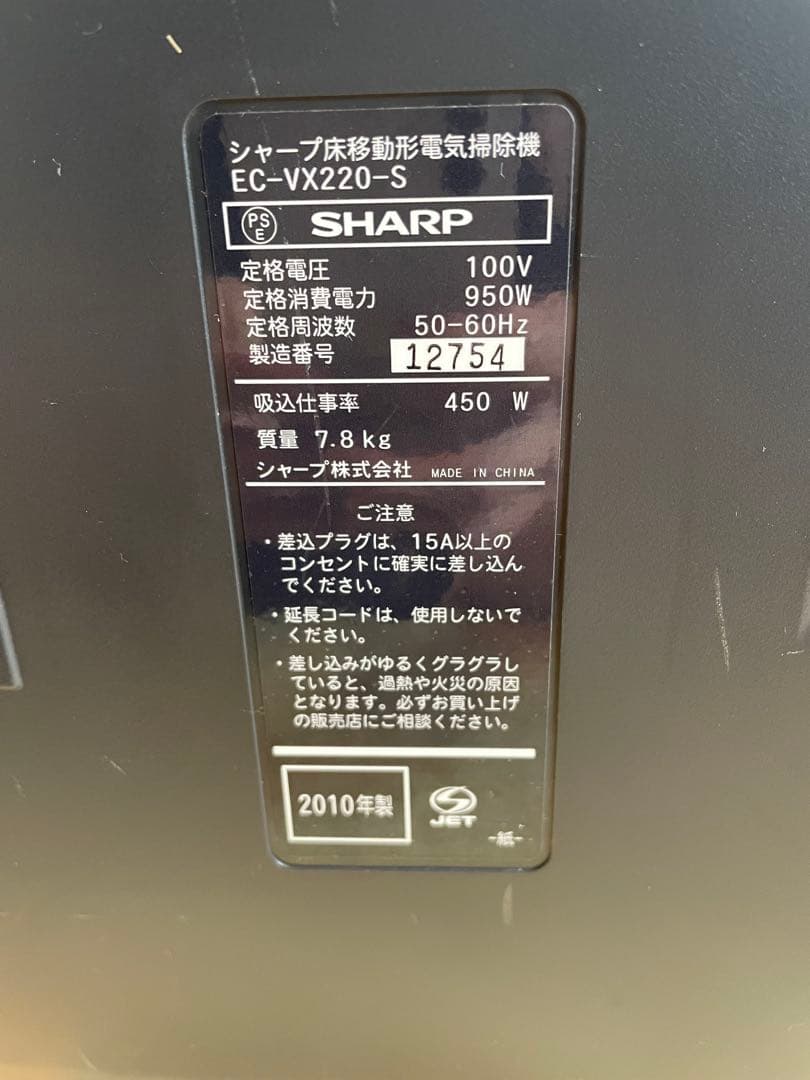 シャープ床移動形電気掃除機
EC-VX220-S
PSE SHARP
定格電圧 100V
定格消費電力 950W
定格周波数 50-60Hz
製造番号 12754
吸込仕事率 450 W
質量 7.8kg
シャープ株式会社 MADE IN CHINA
ご注意
・差込プラグは、15A以上の
コンセントに確実に差し込ん
でください。
・延長コードは、使用しないで
ください。
・差し込みがゆるくグラグラし
ていると、過熱や火災の原因
となります。必ずお買い上げ
の販売店にご相談ください。
2010年製 S JET
-紙-